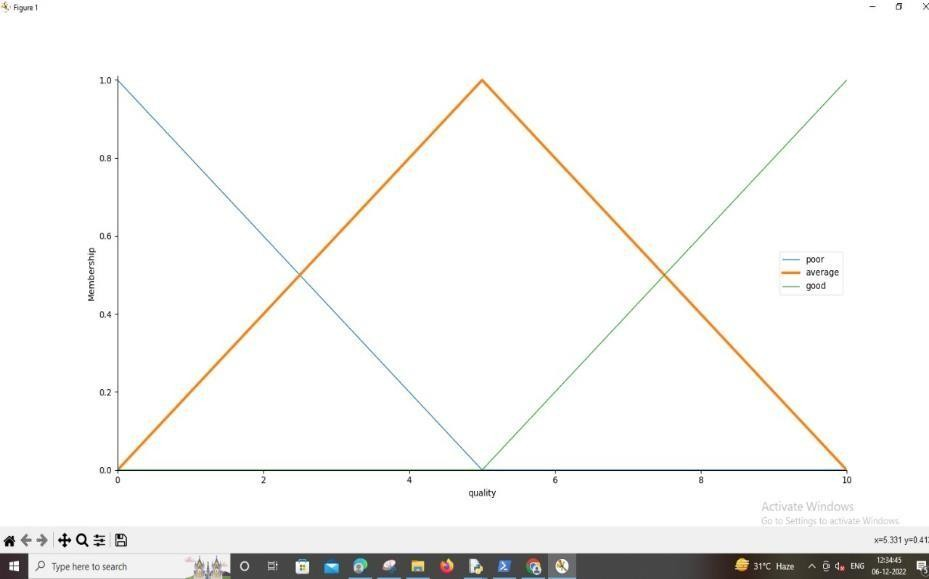 Figure 1
1.0
0.8
0.6
0.4
0.2
0.0
Membership
0 2 4 6 8 10
quality
poor
average
good
Activate Windows
Go to Settings to activate Windows.
x=5.331 y=0.41
Type here to search
31°C Haze
ENG
12:34:45
06-12-2022
5